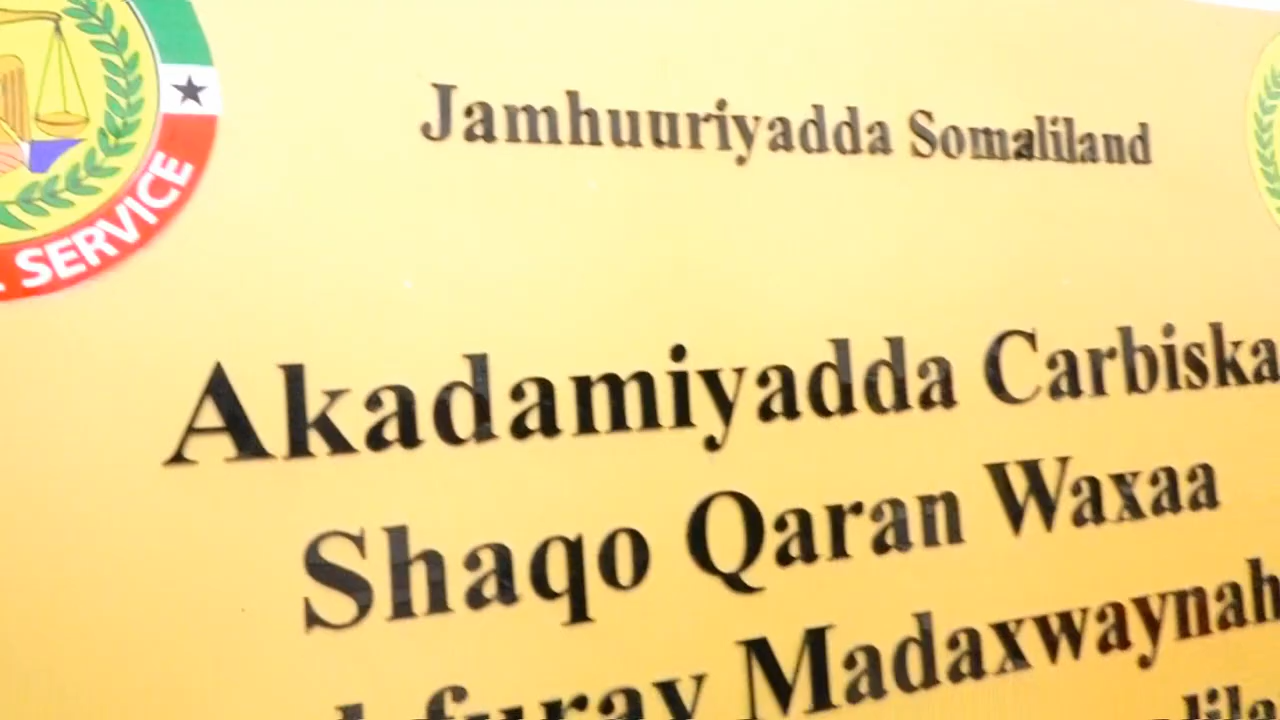 SERVICE
Jamhuuriyadda Somaliland
Akadamiyadda Carbiska
Shaqo Qaran Waxaa
furay Madaxwaynah